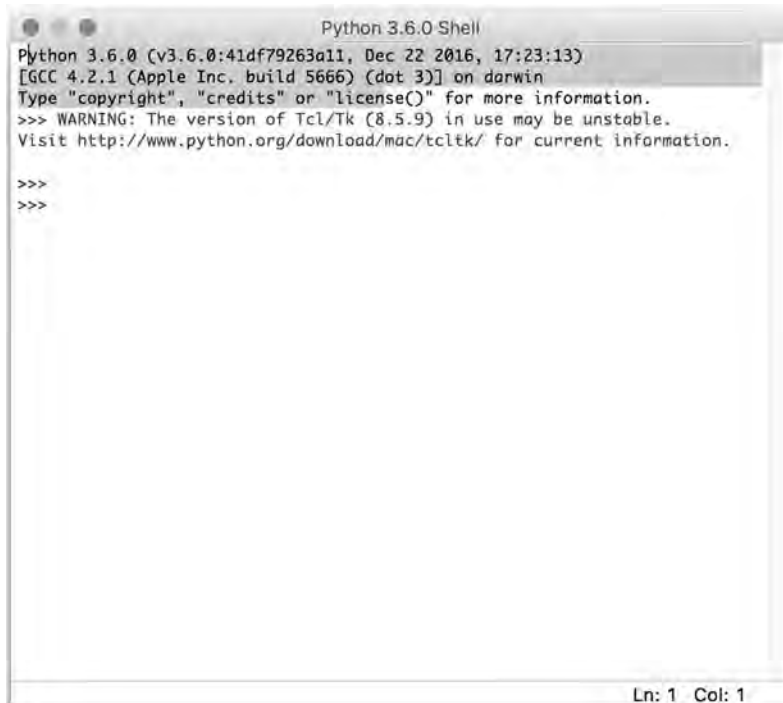 Python 3.6.0 Shell
Python 3.6.0 (v3.6.0:41df79263a11, Dec 22 2016, 17:23:13)
[GCC 4.2.1 (Apple Inc. build 5666) (dot 3)] on darwin
Type "copyright", "credits" or "license()" for more information.
>>> WARNING: The version of Tcl/Tk (8.5.9) in use may be unstable.
Visit http://www.python.org/download/mac/tcltk/ for current information.
>>>
>>>
Ln: 1 Col: 1